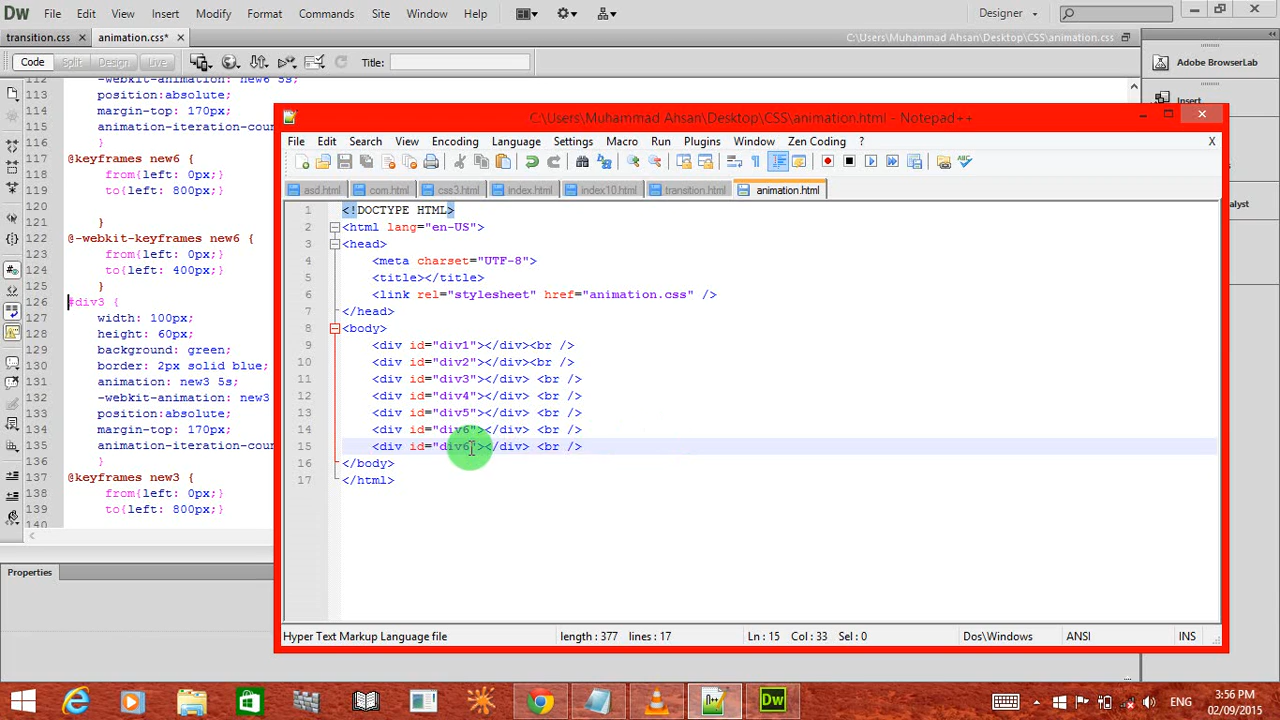 Dw File Edit View Insert Modify Format Commands Site Window Help Designer
transition.css animation.css* C:\Users\Muhammad Ahsan\Desktop\CSS\animation.css
Code Split Design Live Title: Adobe BrowserLab
Insert
112 -webkit-animation: new6 5s;
113 position:absolute;
114 margin-top: 170px;
115 animation-iteration-coun
116 }
117 @keyframes new6 {
118 from{left: 0px;}
119 to{left: 800px;}
121 }
122 @-webkit-keyframes new6 {
123 from{left: 0px;}
124 to{left: 400px;}
125 }
126 #div3 {
127 width: 100px;
128 height: 60px;
129 background: green;
130 border: 2px solid blue;
131 animation: new3 5s;
132 -webkit-animation: new3
133 position:absolute;
134 margin-top: 170px;
135 animation-iteration-coun
136 }
137 @keyframes new3 {
138 from{left: 0px;}
139 to{left: 800px;}
140
Properties
alyst
C:\Users\Muhammad Ahsan\Desktop\CSS\animation.html - Notepad++
File Edit Search View Encoding Language Settings Macro Run Plugins Window Zen Coding ? X
asd.html com.html css3.html index.html index10.html transition.html animation.html
1 <!DOCTYPE HTML>
2 <html lang="en-US">
3 <head>
4 <meta charset="UTF-8">
5 <title></title>
6 <link rel="stylesheet" href="animation.css" />
7 </head>
8 <body>
9 <div id="div1"></div><br />
10 <div id="div2"></div><br />
11 <div id="div3"></div> <br />
12 <div id="div4"></div> <br />
13 <div id="div5"></div> <br />
14 <div id="div6"></div> <br />
15 <div id="div6"></div> <br />
16 </body>
17 </html>
Hyper Text Markup Language file length : 377 lines : 17 Ln : 15 Col : 33 Sel : 0 Dos\Windows ANSI INS
Dw ENG 3:56 PM
02/09/2015